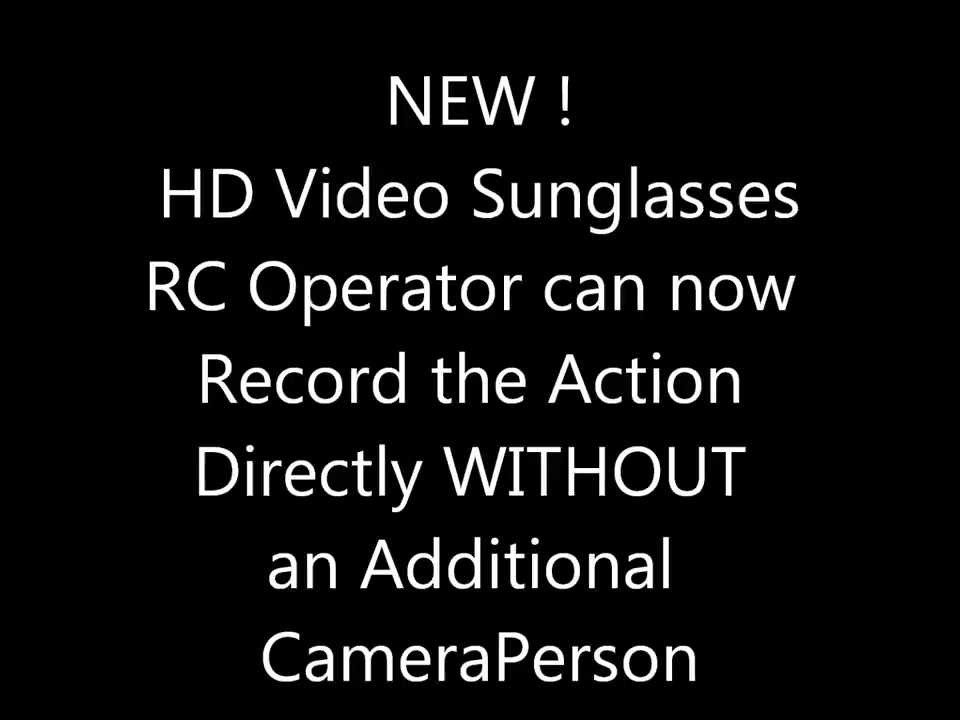 NEW !
HD Video Sunglasses
RC Operator can now
Record the Action
Directly WITHOUT
an Additional
CameraPerson